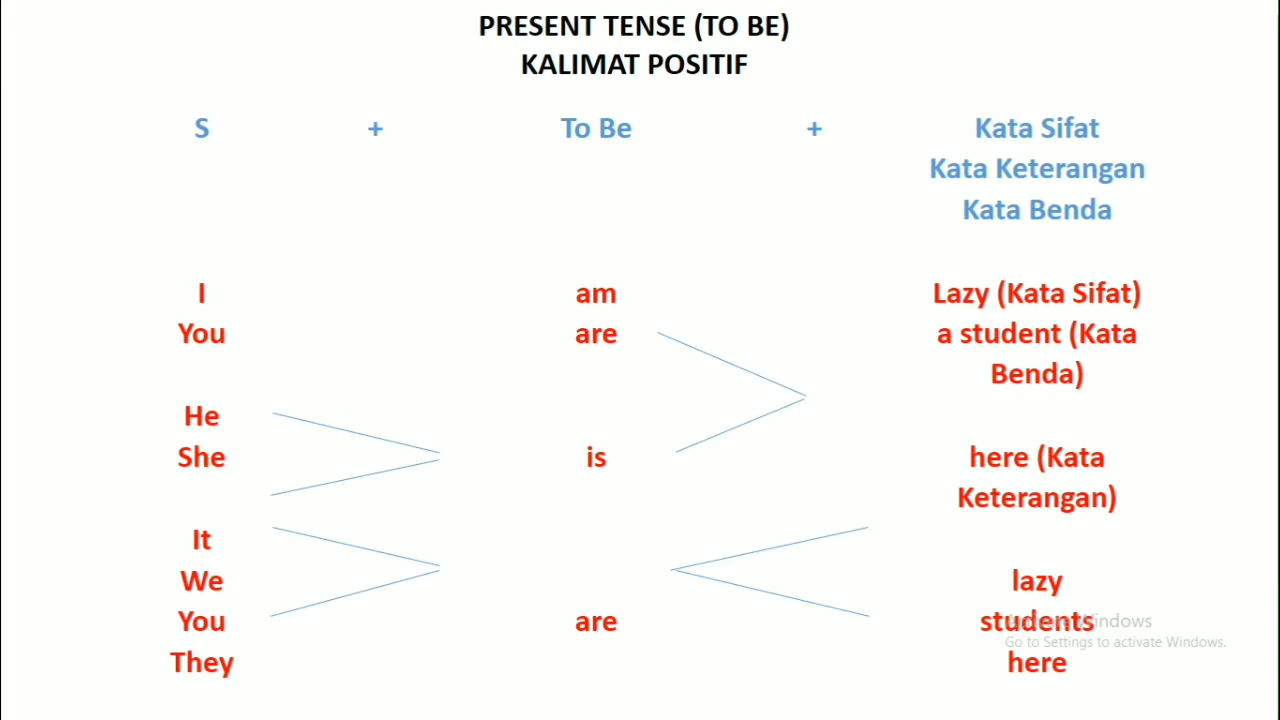 PRESENT TENSE (TO BE)
KALIMAT POSITIF
S + To Be + Kata Sifat
Kata Keterangan
Kata Benda
I am Lazy (Kata Sifat)
You are a student (Kata
Benda)
He
She is here (Kata
Keterangan)
It
We lazy
You are students
They here
Activate Windows
Go to Settings to activate Windows.